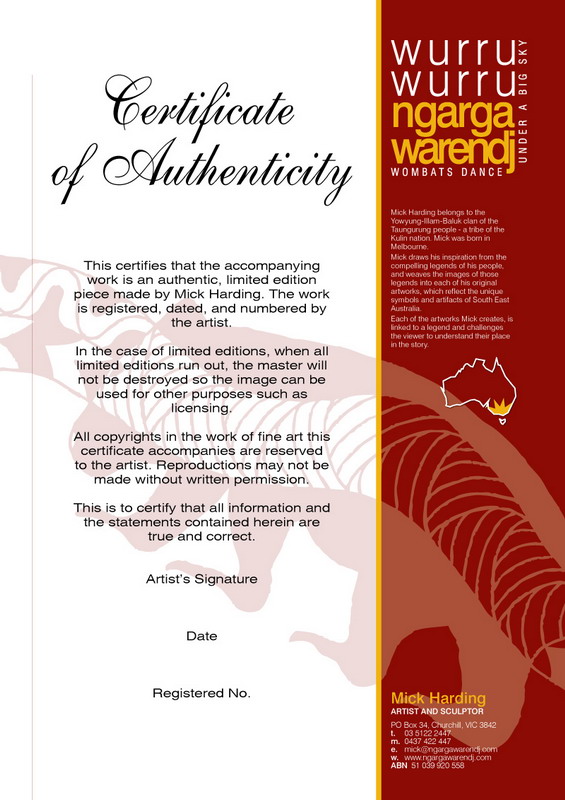 Certificate
of Authenticity
This certifies that the accompanying
work is an authentic, limited edition
piece made by Mick Harding. The work
is registered, dated, and numbered by
the artist.
In the case of limited editions, when all
limited editions run out, the master will
not be destroyed so the image can be
used for other purposes such as
licensing.
All copyrights in the work of fine art this
certificate accompanies are reserved
to the artist. Reproductions may not be
made without written permission.
This is to certify that all information and
the statements contained herein are
true and correct.
Artist's Signature
Date
Registered No.
wurru
wurru
ngarga
warendj
WOMBATS DANCE
UNDER A BIG SKY
Mick Harding belongs to the
Yowyung-Illam-Baluk clan of the
Taungurung people - a tribe of the
Kulin nation. Mick was born in
Melbourne.
Mick draws his inspiration from the
compelling legends of his people,
and weaves the images of those
legends into each of his original
artworks, which reflect the unique
symbols and artifacts of South East
Australia.
Each of the artworks Mick creates, is
linked to a legend and challenges
the viewer to understand their place
in the story.
Mick Harding
ARTIST AND SCULPTOR
PO Box 34, Churchill, VIC 3842
t. 03 5122 2447
m. 0437 422 447
e. mick@ngargawarendj.com
w. www.ngargawarendj.com
ABN 51 039 920 558